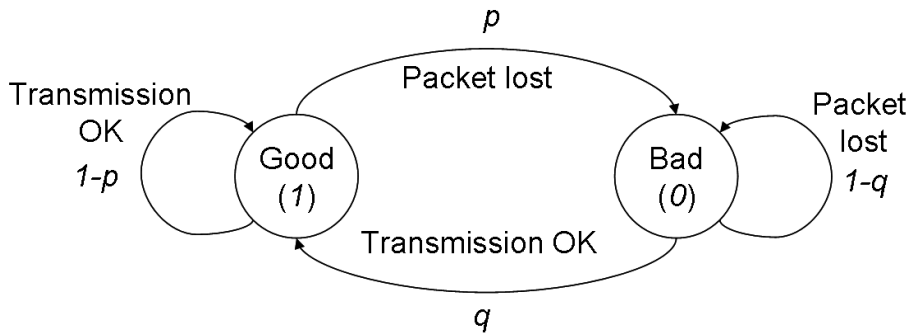 p
Packet lost
Transmission
OK
1-p
Good
(1)
Bad
(0)
Packet
lost
1-q
Transmission OK
q